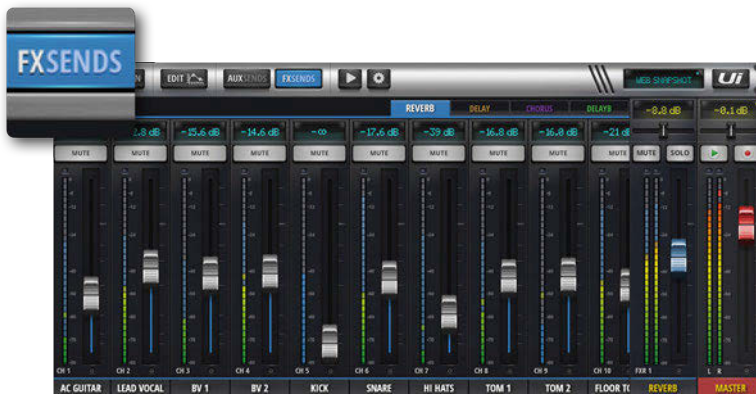 FXSENDS
EDIT AUXSENDS FXSENDS WEB SNAPSHOT Ui
REVERB DELAY CHORUS DELAYB -8.8 dB -0.1 dB
-15.6 dB -14.6 dB -∞ -17.6 dB -39 dB -16.8 dB -16.0 dB
MUTE MUTE MUTE MUTE MUTE MUTE MUTE MUTE MUTE MUTE MUTE SOLO
CH 1 CH 2 CH 3 CH 4 CH 5 CH 6 CH 7 CH 8 CH 9 CH 10 FXR 1 L R
AC GUITAR LEAD VOCAL BV 1 BV 2 KICK SNARE HI HATS TOM 1 TOM 2 FLOOR REVERB MASTER